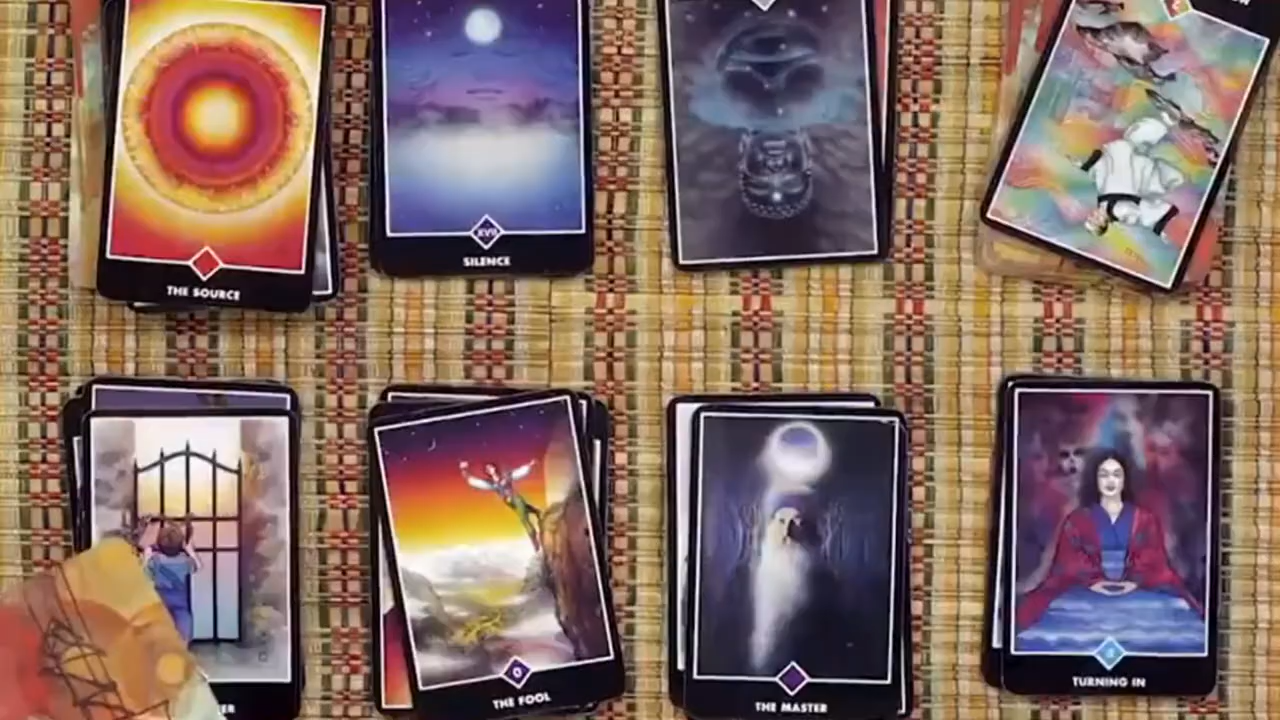 THE SOURCE
XVII
SILENCE
0
THE FOOL
THE MASTER
TURNING IN